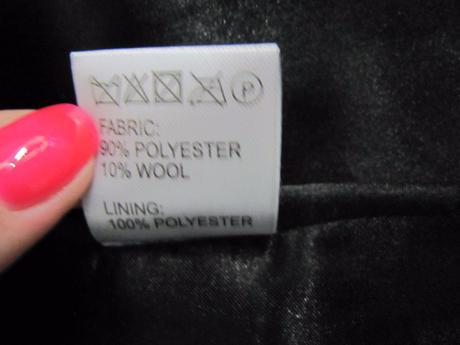 P
FABRIC:
90% POLYESTER
10% WOOL
LINING:
100% POLYESTER